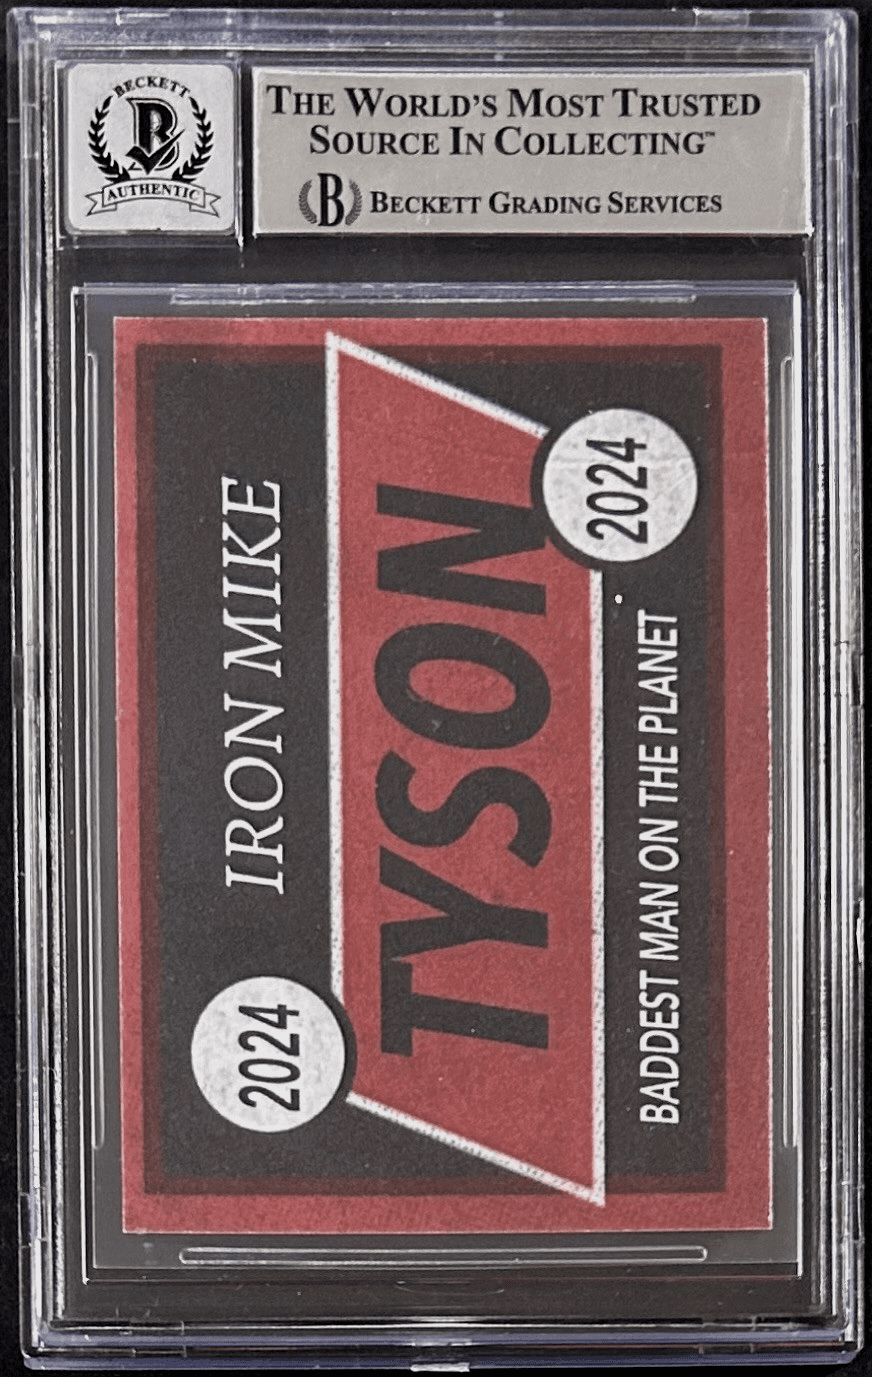 BECKETT
B
AUTHENTIC
THE WORLD'S MOST TRUSTED
SOURCE IN COLLECTING™
B BECKETT GRADING SERVICES
IRON MIKE
2024
TYSON
2024
BADDEST MAN ON THE PLANET